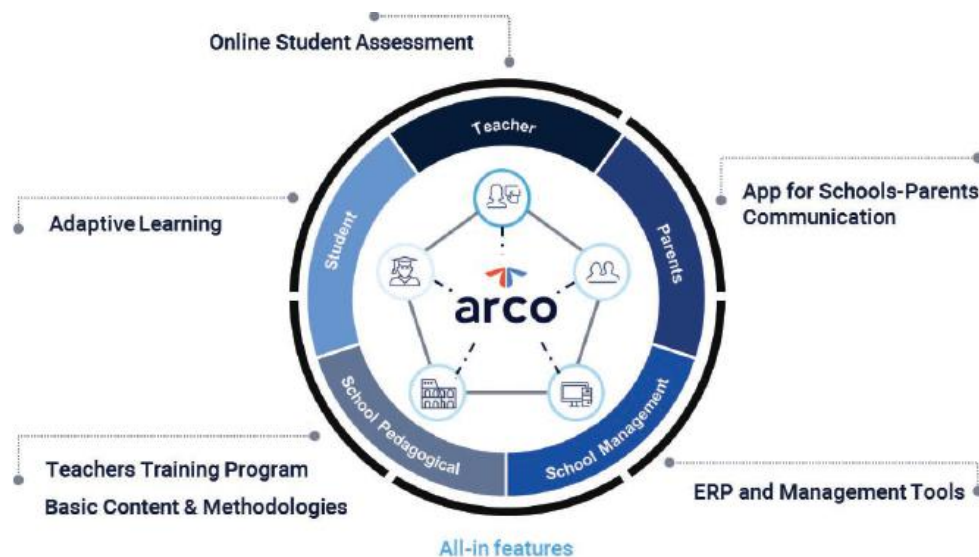 Online Student Assessment
Teacher
Adaptive Learning
Student
App for Schools-Parents
Communication
Parents
arco
School Pedagogical
School Management
Teachers Training Program
Basic Content & Methodologies
ERP and Management Tools
All-in features